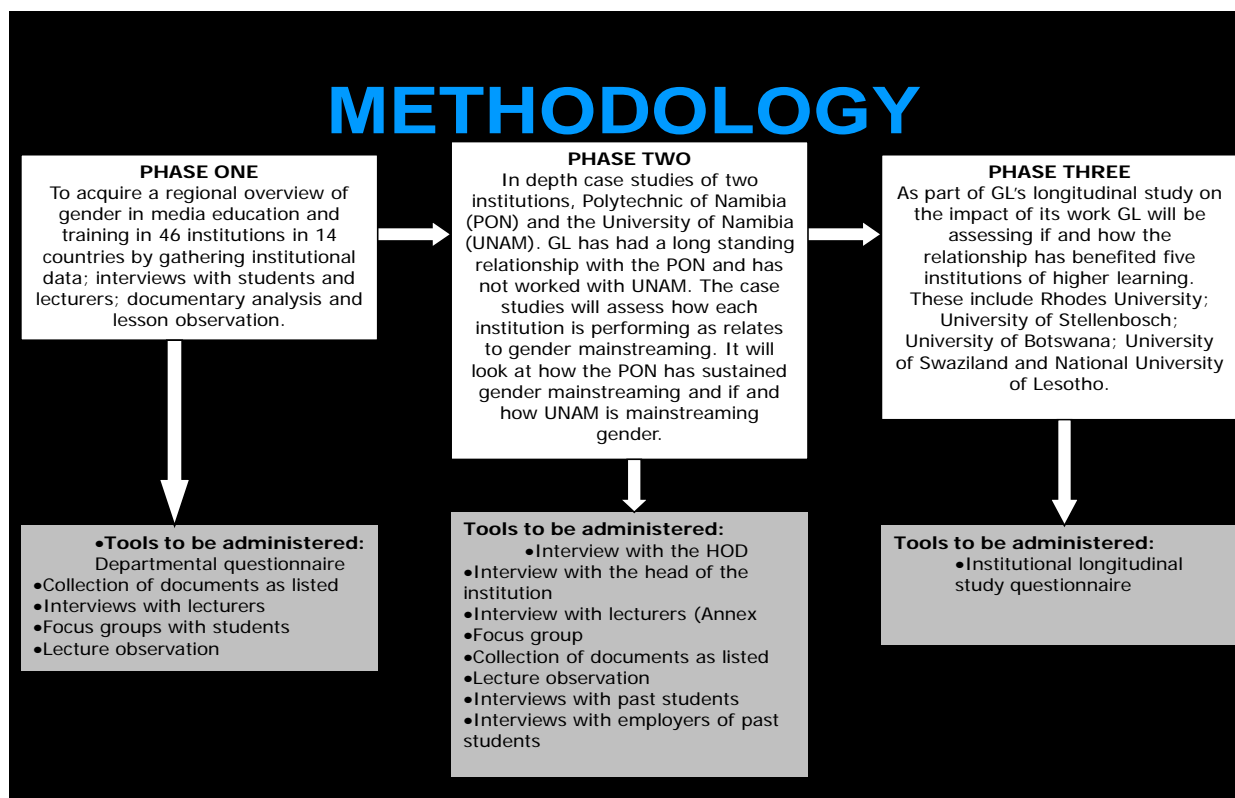 METHODOLOGY
PHASE ONE
To acquire a regional overview of
gender in media education and
training in 46 institutions in 14
countries by gathering institutional
data; interviews with students and
lecturers; documentary analysis and
lesson observation.
PHASE TWO
In depth case studies of two
institutions, Polytechnic of Namibia
(PON) and the University of Namibia
(UNAM). GL has had a long standing
relationship with the PON and has
not worked with UNAM. The case
studies will assess how each
institution is performing as relates
to gender mainstreaming. It will
look at how the PON has sustained
gender mainstreaming and if and
how UNAM is mainstreaming
gender.
PHASE THREE
As part of GL's longitudinal study on
the impact of its work GL will be
assessing if and how the
relationship has benefited five
institutions of higher learning.
These include Rhodes University;
University of Stellenbosch;
University of Botswana; University
of Swaziland and National University
of Lesotho.
•Tools to be administered:
Departmental questionnaire
•Collection of documents as listed
•Interviews with lecturers
•Focus groups with students
•Lecture observation
Tools to be administered:
•Interview with the HOD
•Interview with the head of the
institution
•Interview with lecturers (Annex
•Focus group
•Collection of documents as listed
•Lecture observation
•Interviews with past students
•Interviews with employers of past
students
Tools to be administered:
•Institutional longitudinal
study questionnaire